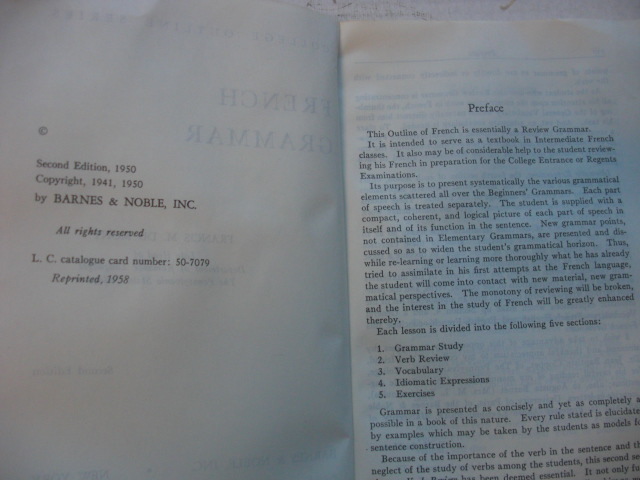 ©
Second Edition, 1950
Copyright, 1941, 1950
by BARNES & NOBLE, INC.
All rights reserved
L. C. catalogue card number: 50-7079
Reprinted, 1958
Preface
This Outline of French is essentially a Review Grammar.
It is intended to serve as a textbook in Intermediate French
classes. It also may be of considerable help to the student review-
ing his French in preparation for the College Entrance or Regents
Examinations.
Its purpose is to present systematically the various grammatical
elements scattered all over the Beginners' Grammars. Each part
of speech is treated separately. The student is supplied with a
compact, coherent, and logical picture of each part of speech in
itself and of its function in the sentence. New grammar points,
not contained in Elementary Grammars, are presented and dis-
cussed so as to widen the student's grammatical horizon. Thus,
while re-learning or learning more thoroughly what he has already
tried to assimilate in his first attempts at the French language,
the student will come into contact with new material, new gram-
matical perspectives. The monotony of reviewing will be broken,
and the interest in the study of French will be greatly enhanced
thereby.
Each lesson is divided into the following five sections:
1. Grammar Study
2. Verb Review
3. Vocabulary
4. Idiomatic Expressions
5. Exercises
Grammar is presented as concisely and yet as completely a
possible in a book of this nature. Every rule stated is elucidate
by examples which may be taken by the students as models f
sentence construction.
Because of the importance of the verb in the sentence and th
neglect of the study of verbs among the students, this second se
Review has been deemed essential. It not only fu